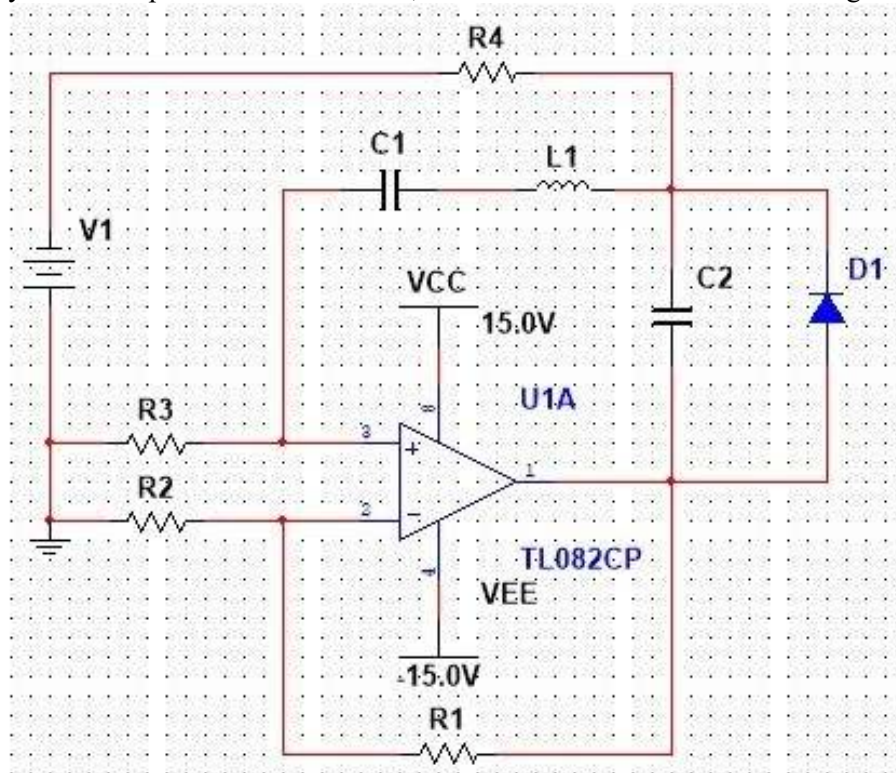 R4
C1
L1
V1
VCC
15.0V
C2
D1
U1A
R3
3
8
+
1
R2
2
-
4
TL082CP
VEE
-15.0V
R1